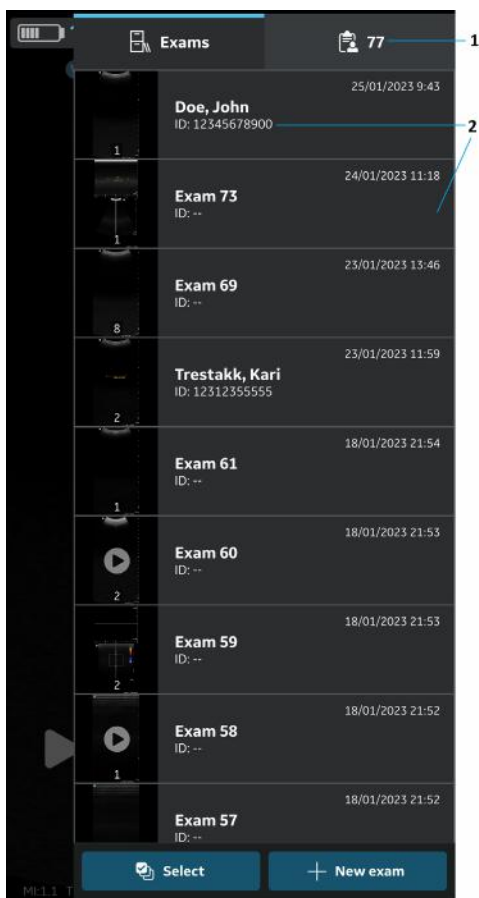 Exams
77
1
25/01/2023 9:43
Doe, John
ID: 12345678900
2
1
24/01/2023 11:18
Exam 73
ID: --
1
23/01/2023 13:46
Exam 69
ID: --
8
23/01/2023 11:59
Trestakk, Kari
ID: 12312355555
2
18/01/2023 21:54
Exam 61
ID: --
1
18/01/2023 21:53
Exam 60
ID: --
2
18/01/2023 21:53
Exam 59
ID: --
2
18/01/2023 21:52
Exam 58
ID: --
1
18/01/2023 21:52
Exam 57
ID: --
Select
New exam
MI:1.1 T